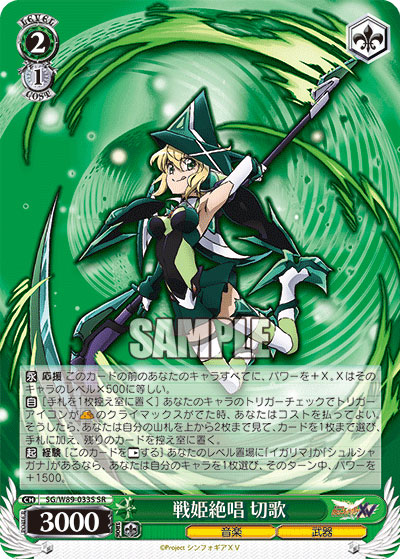 LEVEL
2
1
COST
SAMPLE
永 応援 このカードの前のあなたのキャラすべてに、パワーを＋X。Xはそのキャラのレベル×500に等しい。
自 ［手札を1枚控え室に置く］ あなたのキャラのトリガーチェックでトリガーアイコンが のクライマックスがでた時、あなたはコストを払ってよい。そうしたら、あなたは自分の山札を上から2枚まで見て、カードを1枚まで選び、手札に加え、残りのカードを控え室に置く。
起 経験 ［このカードを する］ あなたのレベル置場に「イガリマ」か「シュルシャガナ」があるなら、あなたは自分のキャラを1枚選び、そのターン中、パワーを＋1500。
CH SG/W89-033S SR
3000
戦姫絶唱 切歌
音楽
武器
XV
©Project シンフォギアXV